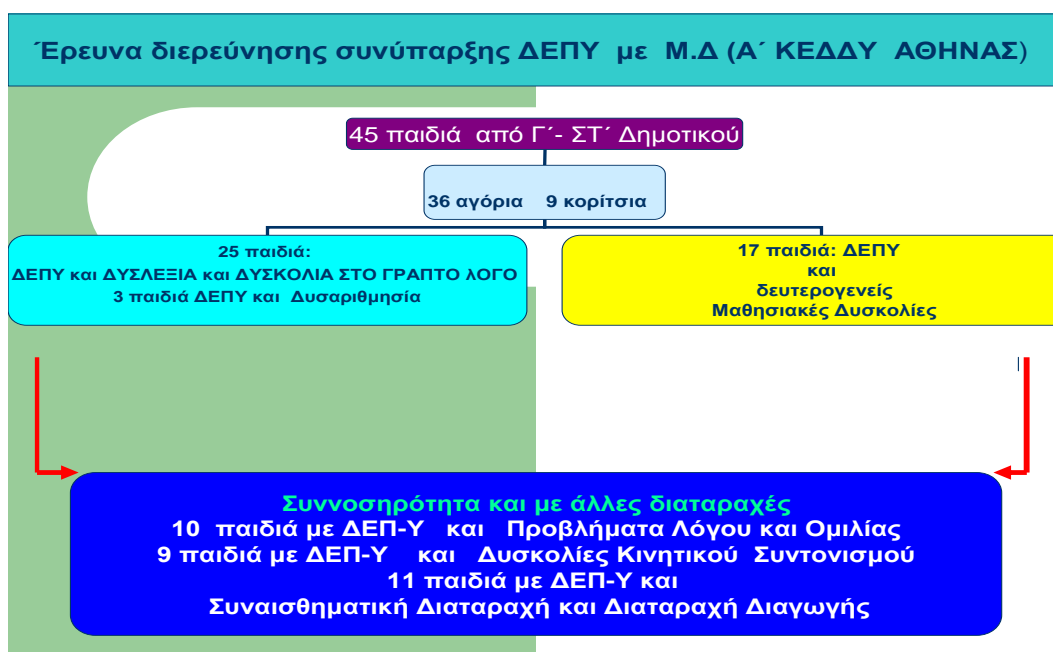 Έρευνα διερεύνησης συνύπαρξης ΔΕΠΥ με Μ.Δ (Α΄ ΚΕΔΔΥ ΑΘΗΝΑΣ)
45 παιδιά από Γ΄- ΣΤ΄ Δημοτικού
36 αγόρια 9 κορίτσια
25 παιδιά:
ΔΕΠΥ και ΔΥΣΛΕΞΙΑ και ΔΥΣΚΟΛΙΑ ΣΤΟ ΓΡΑΠΤΟ λΟΓΟ
3 παιδιά ΔΕΠΥ και Δυσαριθμησία
17 παιδιά: ΔΕΠΥ
και
δευτερογενείς
Μαθησιακές Δυσκολίες
Συννοσηρότητα και με άλλες διαταραχές
10 παιδιά με ΔΕΠ-Υ και Προβλήματα Λόγου και Ομιλίας
9 παιδιά με ΔΕΠ-Υ και Δυσκολίες Κινητικού Συντονισμού
11 παιδιά με ΔΕΠ-Υ και
Συναισθηματική Διαταραχή και Διαταραχή Διαγωγής